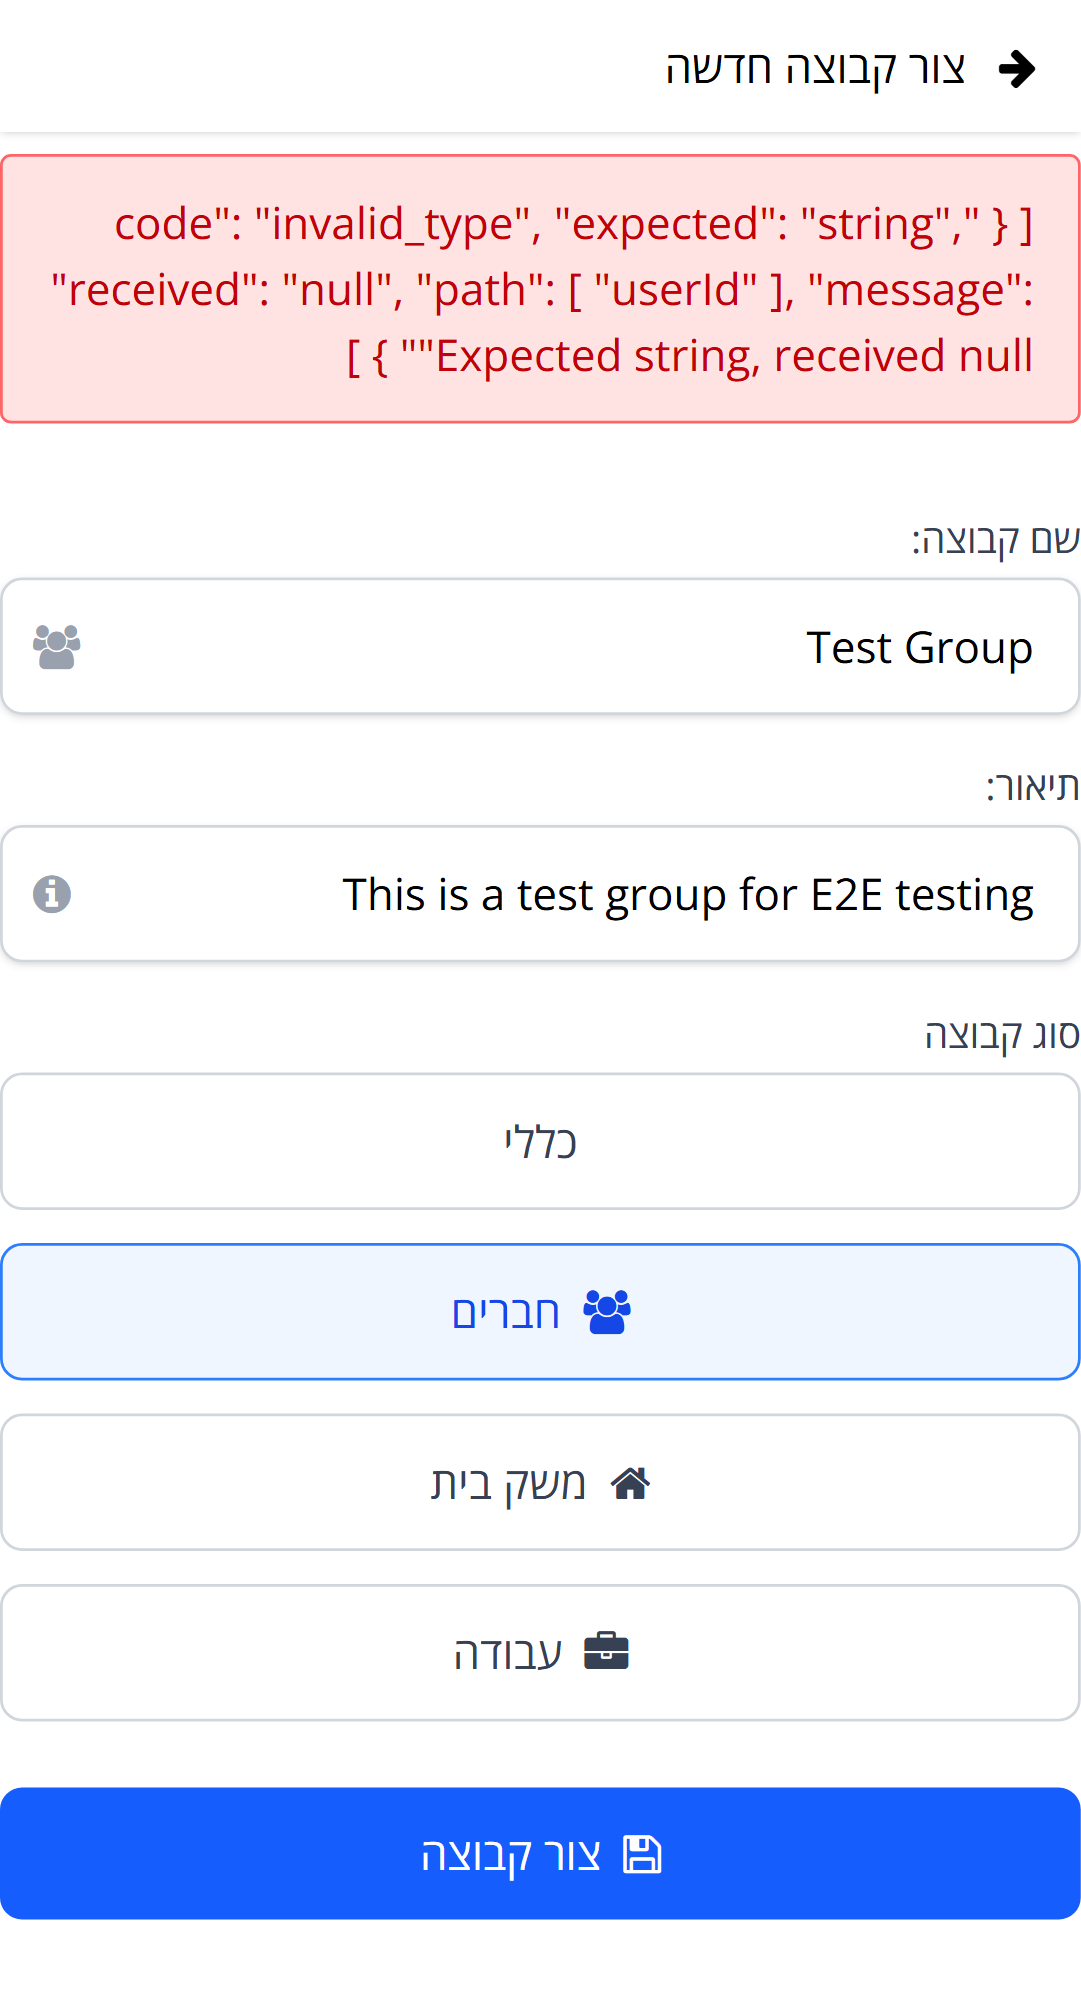 צור קבוצה חדשה
[ { "code": "invalid_type", "expected": "string",
"received": "null", "path": [ "userId" ], "message":
"Expected string, received null" } ]
שם קבוצה:
Test Group
תיאור:
This is a test group for E2E testing
סוג קבוצה
כללי
חברים
משק בית
עבודה
צור קבוצה